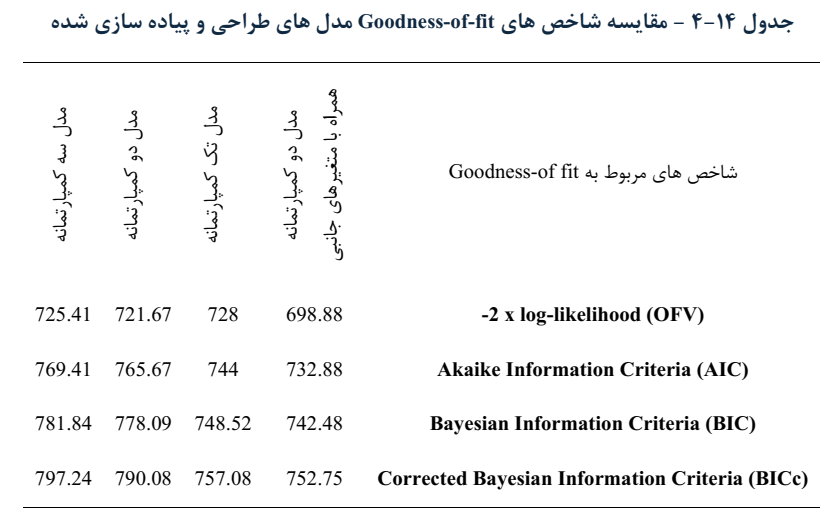 جدول ۱۴-۴ - مقایسه شاخص های Goodness-of-fit مدل های طراحی و پیاده سازی شده
شاخص های مربوط به Goodness-of fit
مدل دو کمپارتمانه
همراه با متغیرهای جانبی
مدل تک کمپارتمانه
مدل دو کمپارتمانه
مدل سه کمپارتمانه
-2 x log-likelihood (OFV) 698.88 728 721.67 725.41
Akaike Information Criteria (AIC) 732.88 744 765.67 769.41
Bayesian Information Criteria (BIC) 742.48 748.52 778.09 781.84
Corrected Bayesian Information Criteria (BICc) 752.75 757.08 790.08 797.24